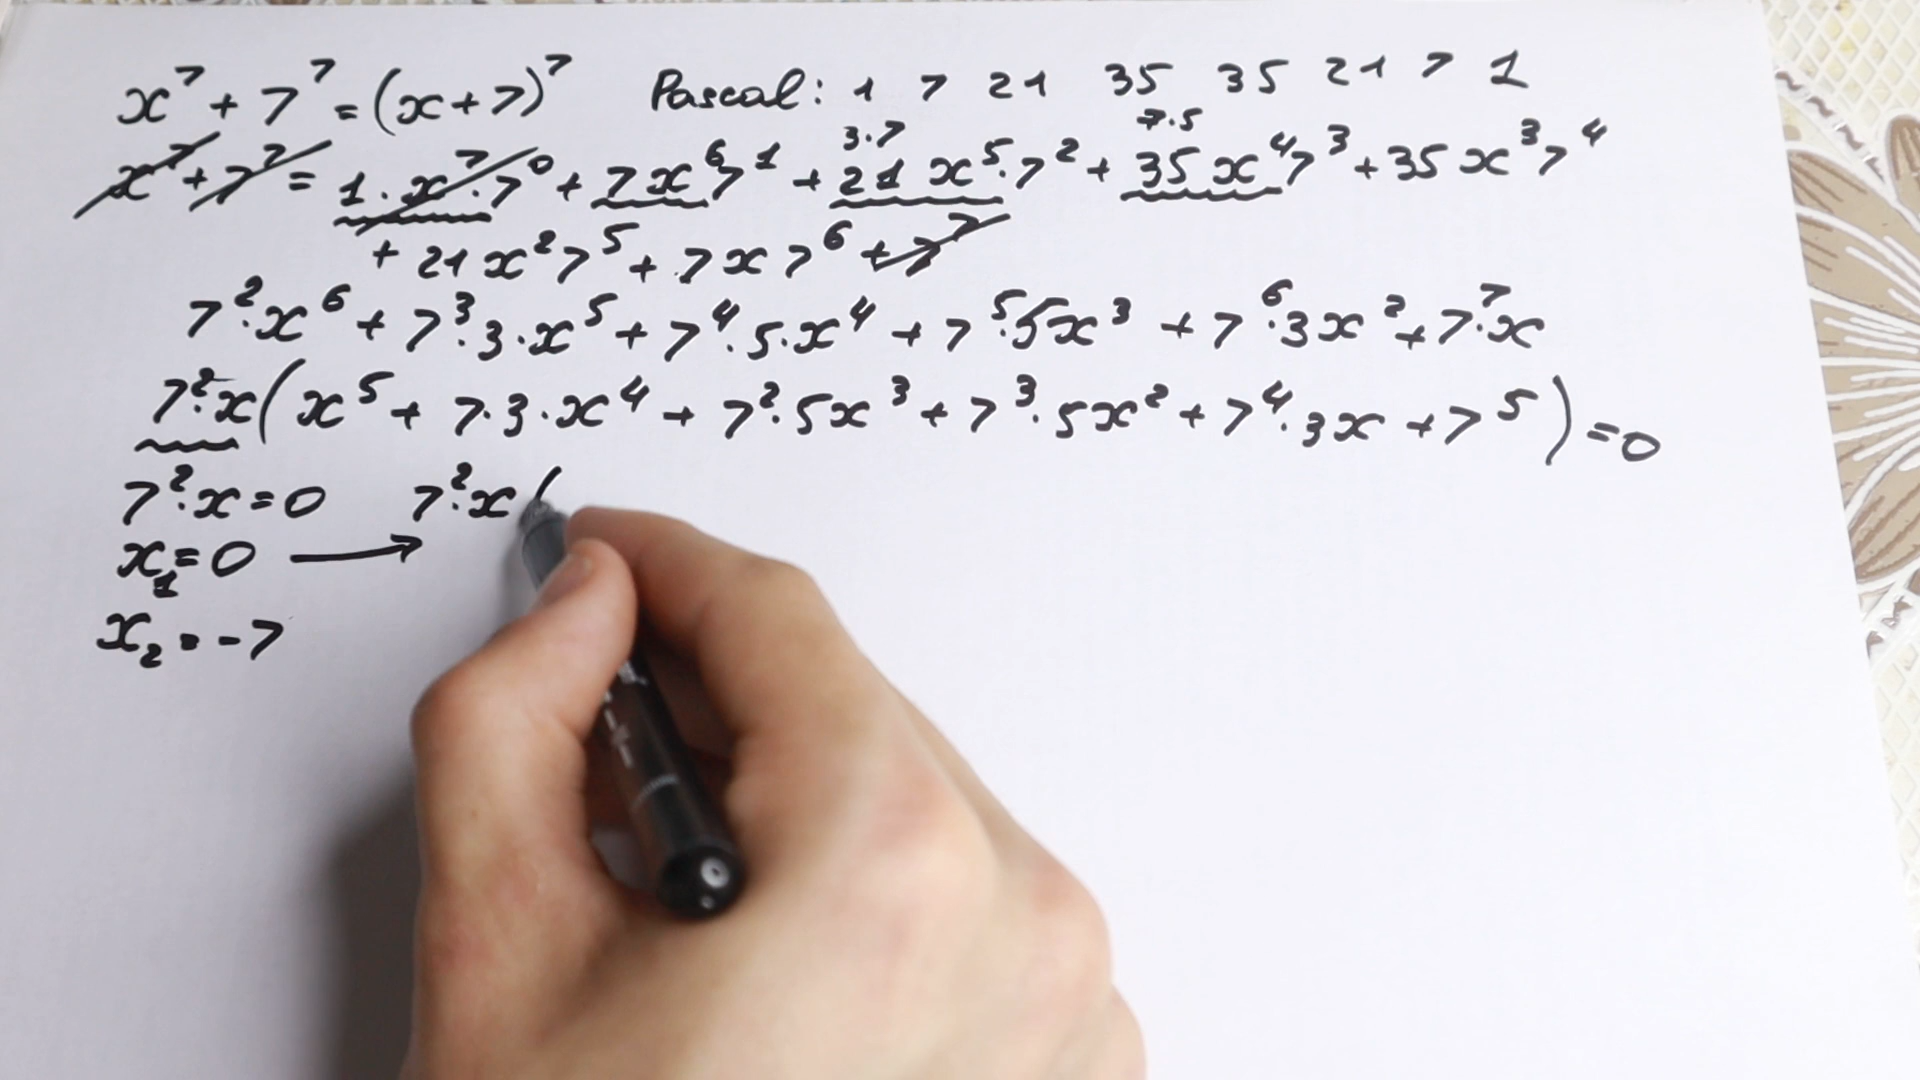 x⁷ + 7⁷ = (x+7)⁷ Pascal: 1 7 21 35 35 21 7 1
3·7 7·5
x⁷ + 7⁷ = 1·x⁷·7⁰ + 7x⁶7¹ + 21x⁵·7² + 35x⁴7³ + 35x³7⁴
+ 21x²7⁵ + 7x7⁶ + 7⁷
7²·x⁶ + 7³·3·x⁵ + 7⁴·5·x⁴ + 7⁵·5x³ + 7⁶·3x² + 7⁷·x
7²·x(x⁵ + 7·3·x⁴ + 7²·5x³ + 7³·5x² + 7⁴·3x + 7⁵) = 0
7²·x = 0 7²·x(
x₁ = 0 →
x₂ = -7